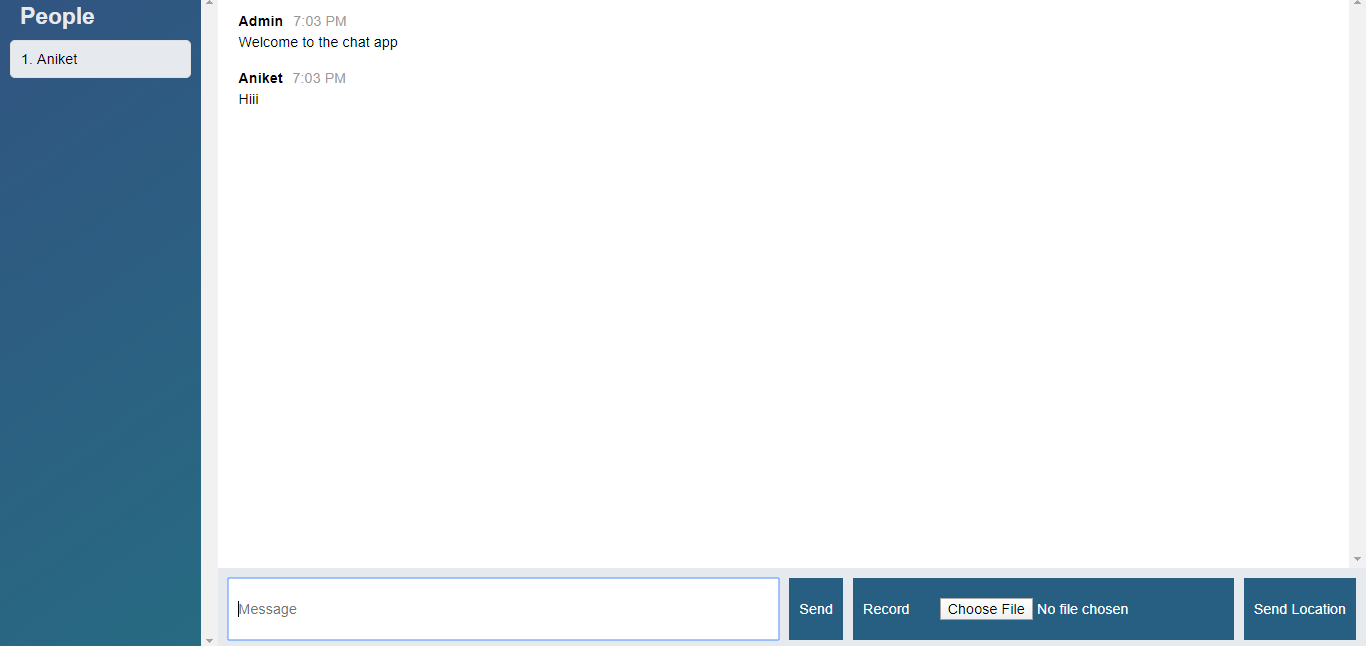 People
1. Aniket
Admin 7:03 PM
Welcome to the chat app
Aniket 7:03 PM
Hiii
Message
Send
Record
Choose File No file chosen
Send Location